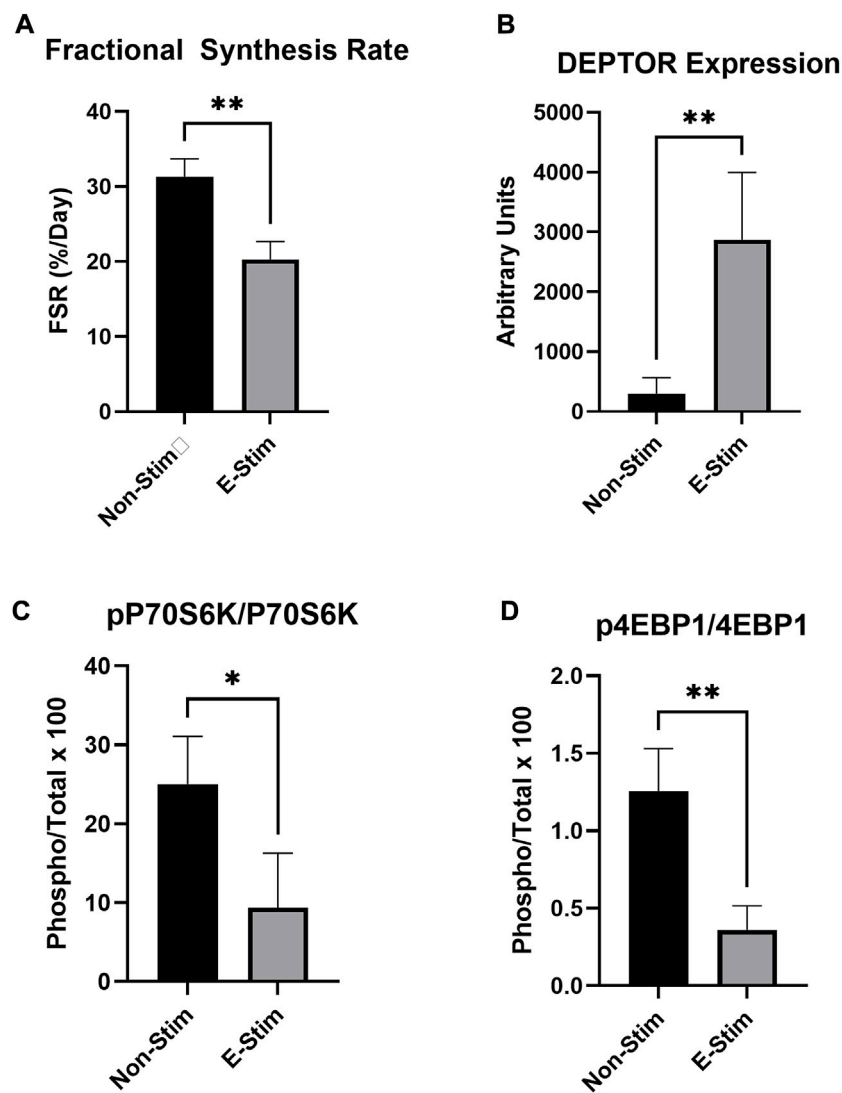 A
Fractional Synthesis Rate
**
40
30
20
10
0
FSR (%/Day)
Non-Stim◇
E-Stim
B
DEPTOR Expression
**
5000
4000
3000
2000
1000
0
Arbitrary Units
Non-Stim
E-Stim
C
pP70S6K/P70S6K
*
40
30
20
10
0
Phospho/Total x 100
Non-Stim
E-Stim
D
p4EBP1/4EBP1
**
2.0
1.5
1.0
0.5
0.0
Phospho/Total x 100
Non-Stim
E-Stim